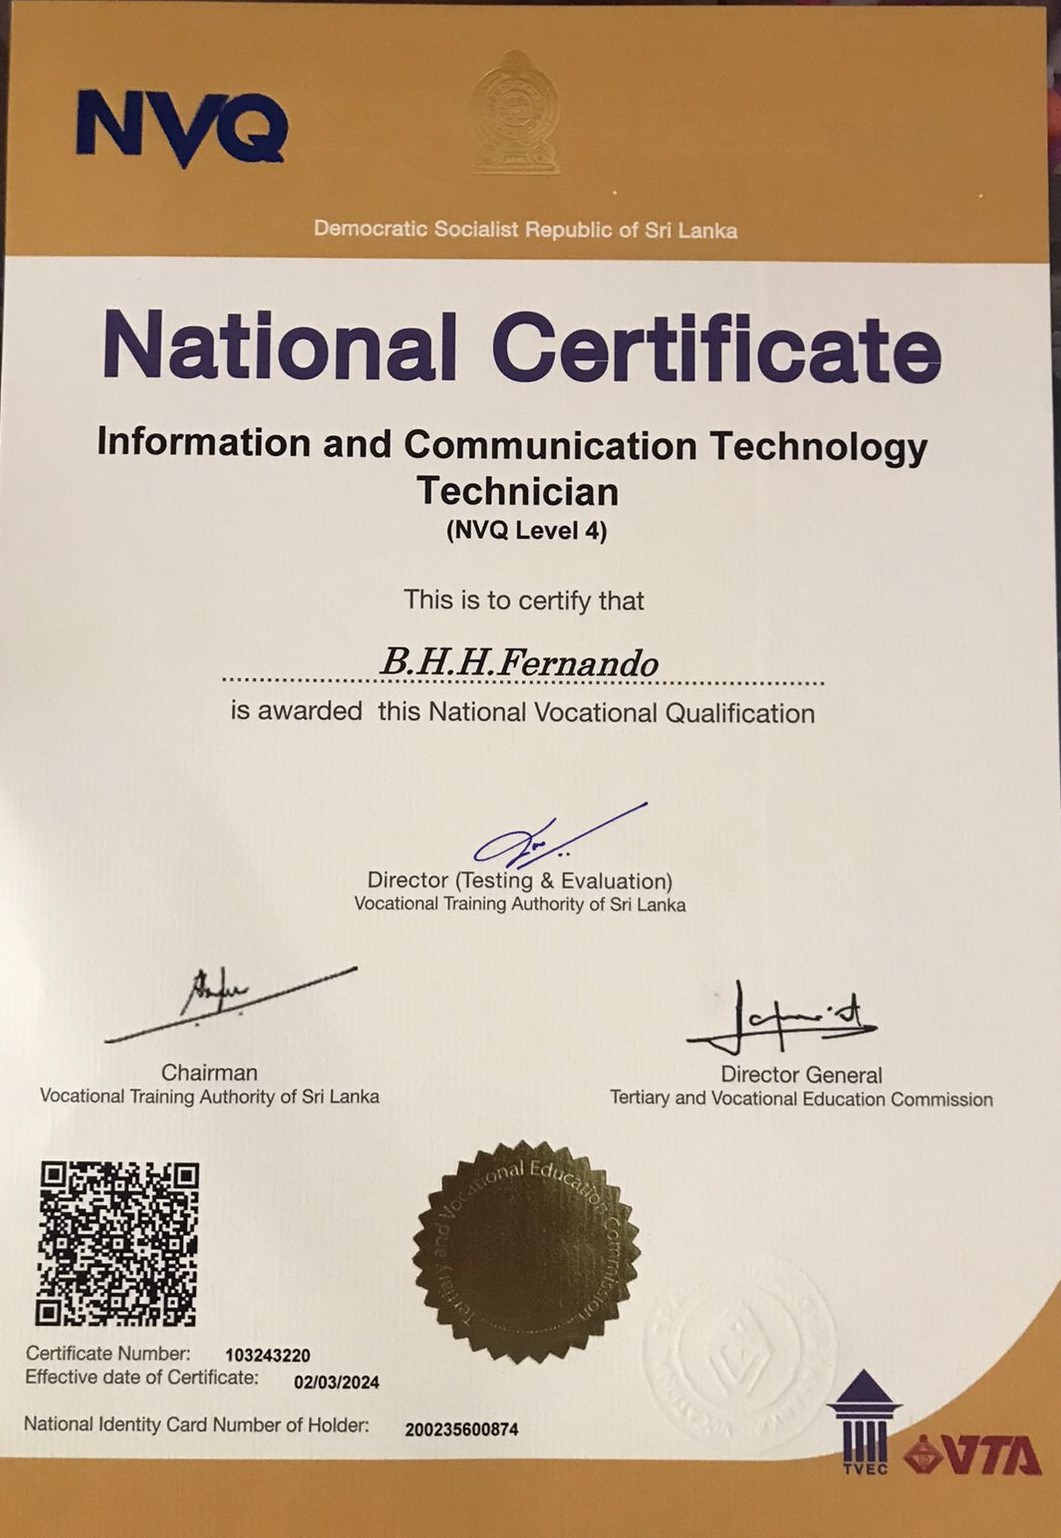 NVQ
Democratic Socialist Republic of Sri Lanka
National Certificate
Information and Communication Technology
Technician
(NVQ Level 4)
This is to certify that
B.H.H.Fernando
is awarded this National Vocational Qualification
Director (Testing & Evaluation)
Vocational Training Authority of Sri Lanka
Chairman
Vocational Training Authority of Sri Lanka
Director General
Tertiary and Vocational Education Commission
Tertiary and Vocational Education Commission
Certificate Number: 103243220
Effective date of Certificate: 02/03/2024
National Identity Card Number of Holder: 200235600874
TVEC
VTA